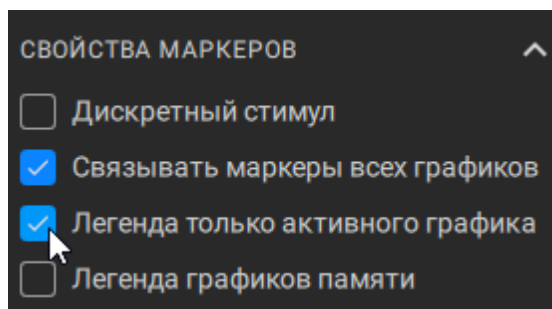 СВОЙСТВА МАРКЕРОВ
Дискретный стимул
Связывать маркеры всех графиков
Легенда только активного графика
Легенда графиков памяти